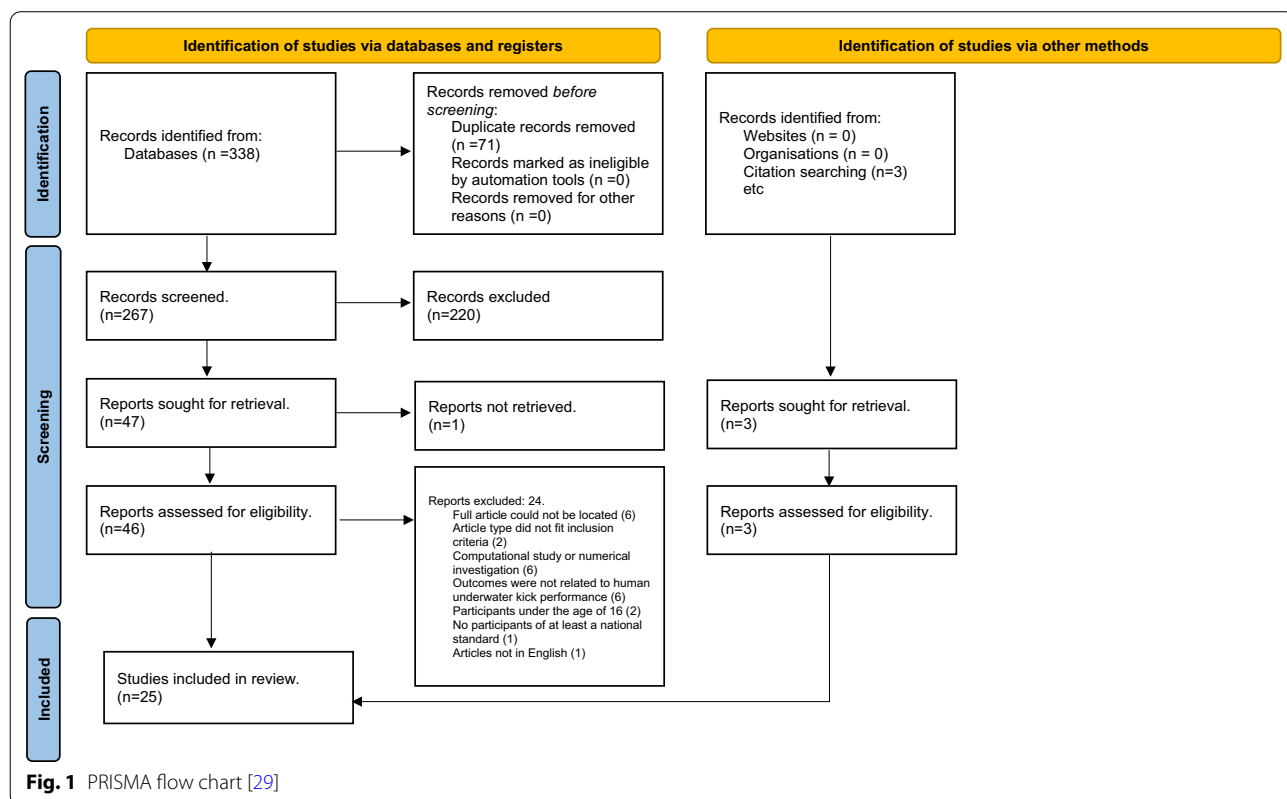 Identification of studies via databases and registers
Identification of studies via other methods
Identification
Records identified from:
Databases (n =338)
Records removed before
screening:
Duplicate records removed
(n =71)
Records marked as ineligible
by automation tools (n =0)
Records removed for other
reasons (n =0)
Records identified from:
Websites (n = 0)
Organisations (n = 0)
Citation searching (n=3)
etc
Screening
Records screened.
(n=267)
Records excluded
(n=220)
Reports sought for retrieval.
(n=47)
Reports not retrieved.
(n=1)
Reports sought for retrieval.
(n=3)
Reports assessed for eligibility.
(n=46)
Reports excluded: 24.
Full article could not be located (6)
Article type did not fit inclusion
criteria (2)
Computational study or numerical
investigation (6)
Outcomes were not related to human
underwater kick performance (6)
Participants under the age of 16 (2)
No participants of at least a national
standard (1)
Articles not in English (1)
Reports assessed for eligibility.
(n=3)
Included
Studies included in review.
(n=25)
Fig. 1 PRISMA flow chart [29]